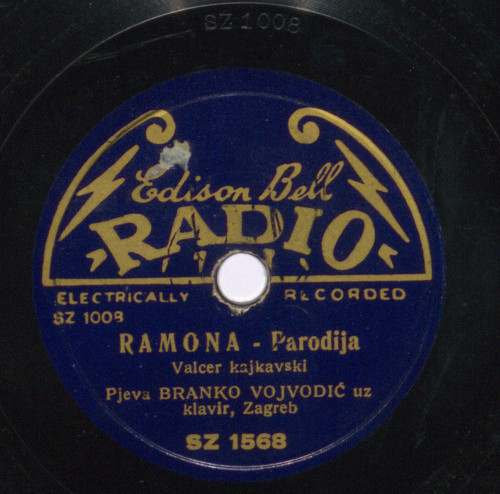 SZ 1008
Edison Bell
RADIO
ELECTRICALLY RECORDED
SZ 1008
RAMONA - Parodija
Valcer kajkavski
Pjeva BRANKO VOJVODIĆ uz
klavir, Zagreb
SZ 1568